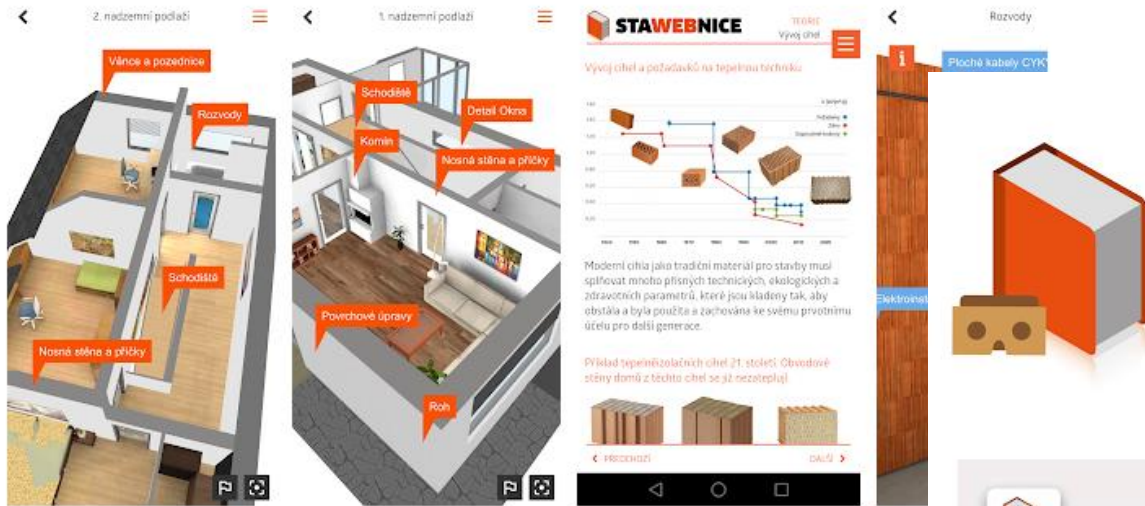 2. nadzemní podlaží
Věnce a pozednice
Rozvody
Schodiště
Nosná stěna a příčky
1. nadzemní podlaží
Schodiště
Detail Okna
Komín
Nosná stěna a příčky
Povrchové úpravy
Roh
STAWEBNICE
TEORIE
Vývoj cihel
Vývoj cihel a požadavků na tepelnou techniku
Moderní cihla jako tradiční materiál pro stavby musí
splňovat mnoho přísných technických, ekologických a
zdravotních parametrů, které jsou kladeny tak, aby
obstála a byla použita a zachována ke svému prvotnímu
účelu pro další generace.
Příklad tepelněizolačních cihel 21. století. Obvodové
stěny domů z těchto cihel se již nezateplují
PŘEDCHOZÍ
DALŠÍ
Rozvody
i
Ploché kabely CYKY
Elektroinst